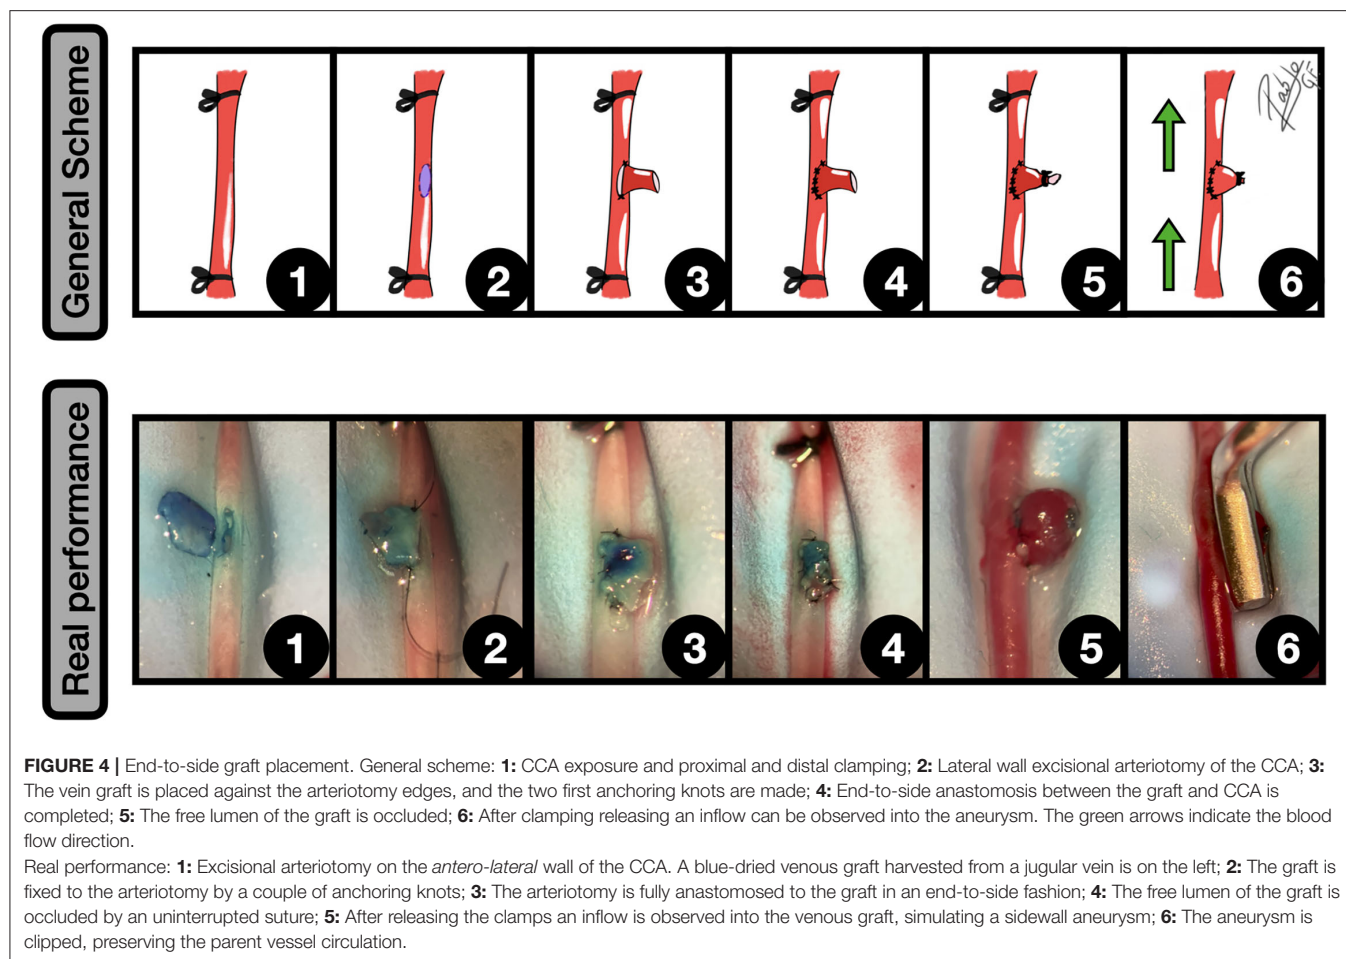 General Scheme
1
2
3
4
5
6
Real performance
1
2
3
4
5
6
FIGURE 4 | End-to-side graft placement. General scheme: 1: CCA exposure and proximal and distal clamping; 2: Lateral wall excisional arteriotomy of the CCA; 3:
The vein graft is placed against the arteriotomy edges, and the two first anchoring knots are made; 4: End-to-side anastomosis between the graft and CCA is
completed; 5: The free lumen of the graft is occluded; 6: After clamping releasing an inflow can be observed into the aneurysm. The green arrows indicate the blood
flow direction.
Real performance: 1: Excisional arteriotomy on the antero-lateral wall of the CCA. A blue-dried venous graft harvested from a jugular vein is on the left; 2: The graft is
fixed to the arteriotomy by a couple of anchoring knots; 3: The arteriotomy is fully anastomosed to the graft in an end-to-side fashion; 4: The free lumen of the graft is
occluded by an uninterrupted suture; 5: After releasing the clamps an inflow is observed into the venous graft, simulating a sidewall aneurysm; 6: The aneurysm is
clipped, preserving the parent vessel circulation.